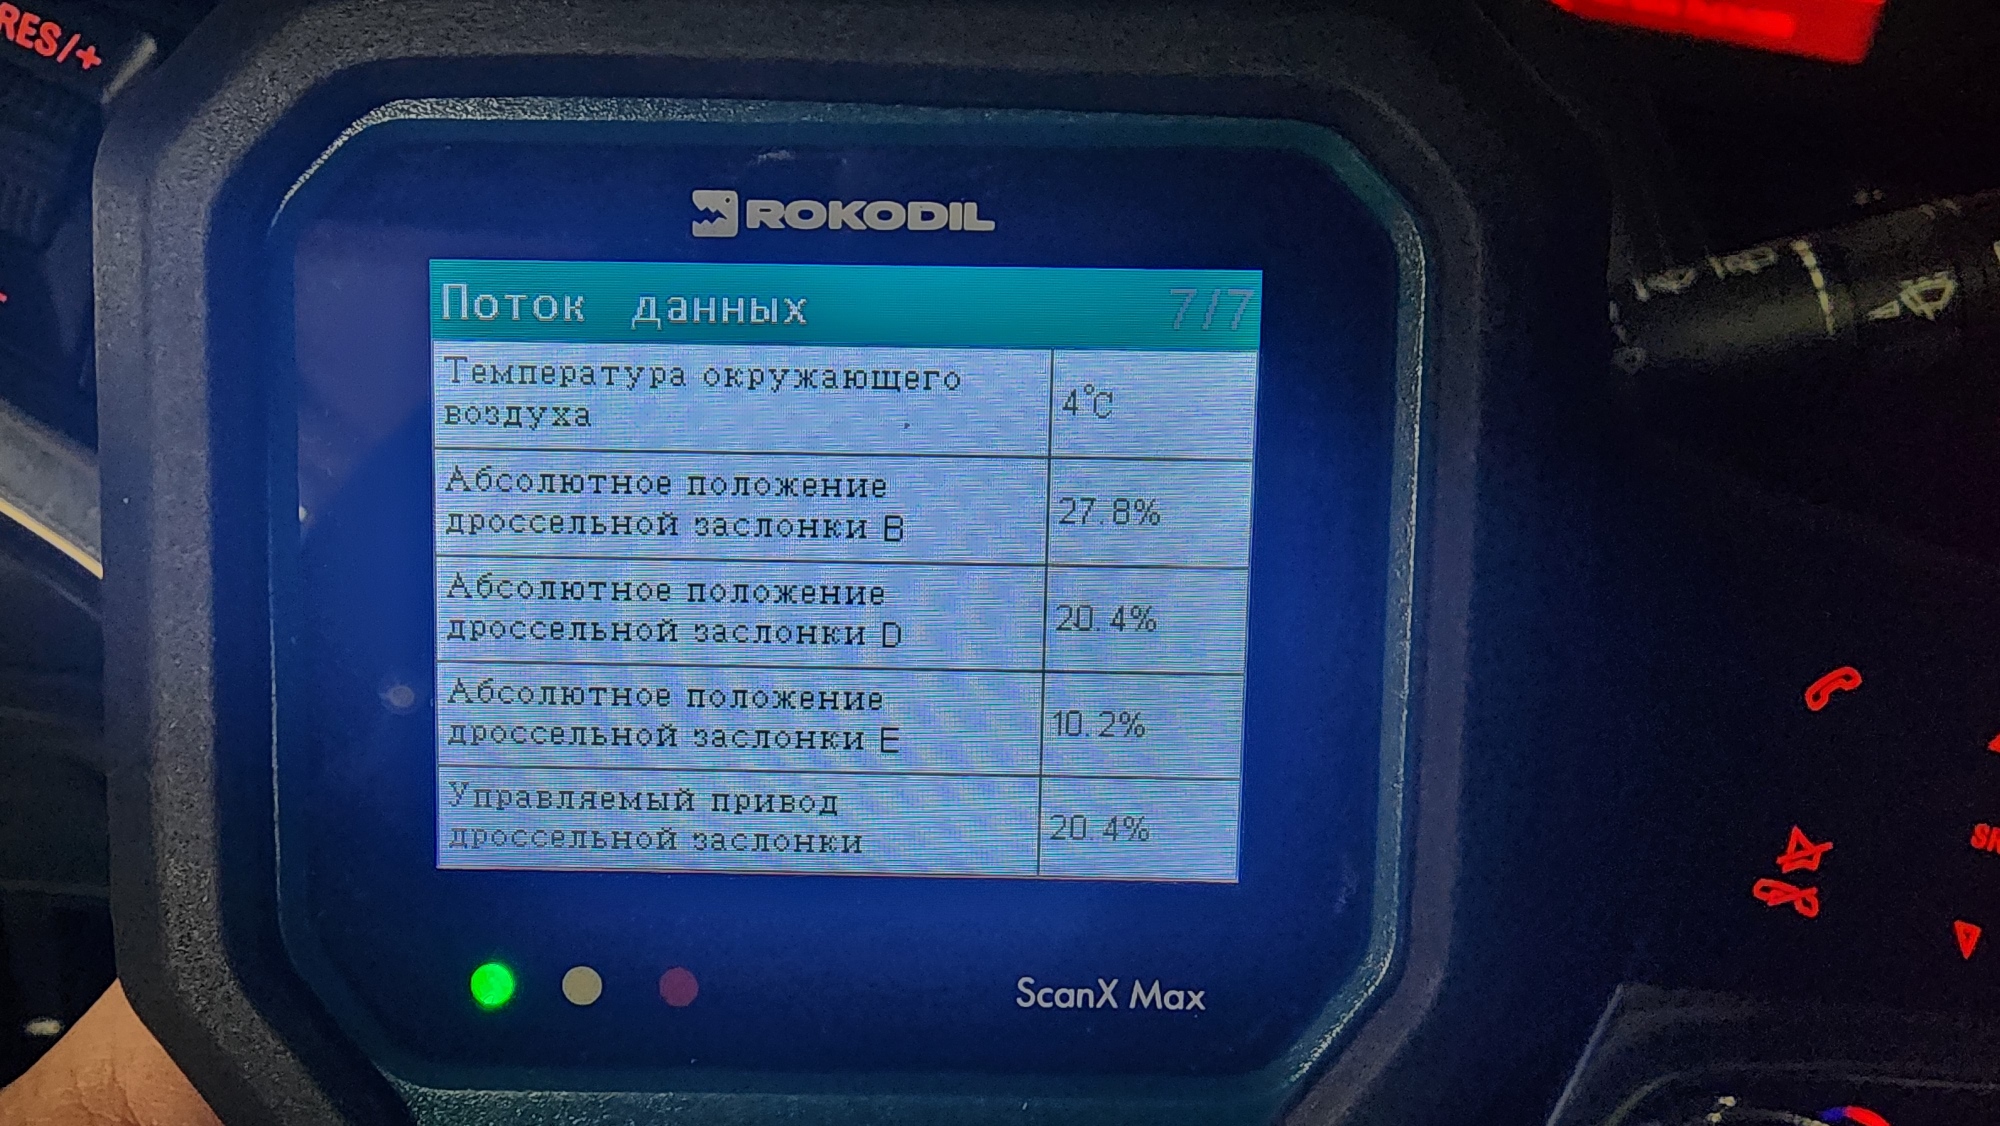 RES/+
ROKODIL
Поток данных 7/7
Температура окружающего
воздуха
4°C
Абсолютное положение
дроссельной заслонки B
27.8%
Абсолютное положение
дроссельной заслонки D
20.4%
Абсолютное положение
дроссельной заслонки E
10.2%
Управляемый привод
дроссельной заслонки
20.4%
ScanX Max